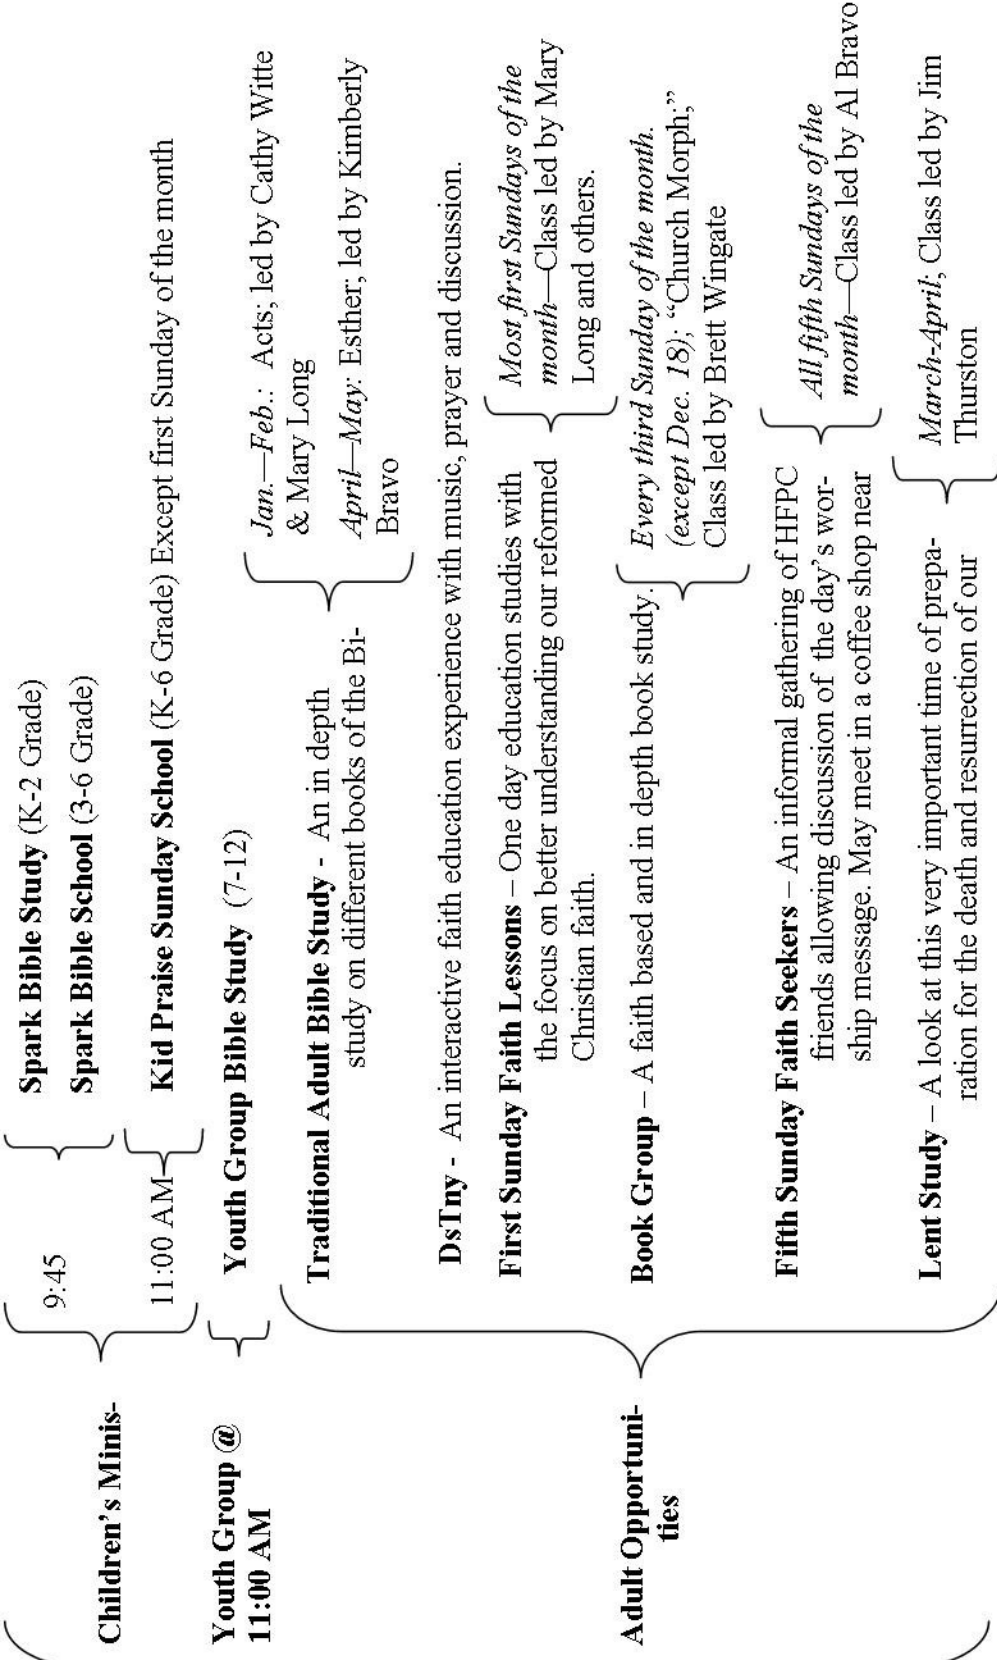 Children's Minis-
9:45
Spark Bible Study (K-2 Grade)
Spark Bible School (3-6 Grade)
11:00 AM
Kid Praise Sunday School (K-6 Grade) Except first Sunday of the month
Youth Group @
11:00 AM
Youth Group Bible Study (7-12)
Adult Opportuni-
ties
Traditional Adult Bible Study - An in depth
study on different books of the Bi-
Jan.—Feb.: Acts; led by Cathy Witte
& Mary Long
April—May: Esther; led by Kimberly
Bravo
DsTny - An interactive faith education experience with music, prayer and discussion.
First Sunday Faith Lessons – One day education studies with
the focus on better understanding our reformed
Christian faith.
Most first Sundays of the
month—Class led by Mary
Long and others.
Book Group – A faith based and in depth book study.
Every third Sunday of the month.
(except Dec. 18); “Church Morph;”
Class led by Brett Wingate
Fifth Sunday Faith Seekers – An informal gathering of HFPC
friends allowing discussion of the day's wor-
ship message. May meet in a coffee shop near
All fifth Sundays of the
month—Class led by Al Bravo
Lent Study – A look at this very important time of prepa-
ration for the death and resurrection of our
March-April; Class led by Jim
Thurston